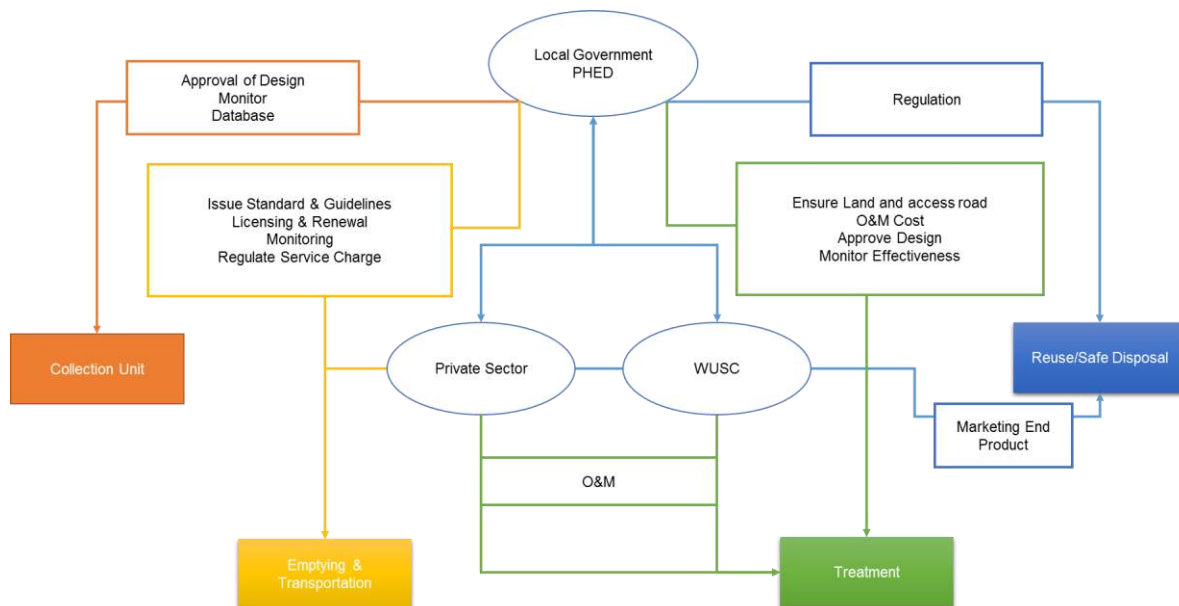 Local Government
PHED
Approval of Design
Monitor
Database
Regulation
Issue Standard & Guidelines
Licensing & Renewal
Monitoring
Regulate Service Charge
Ensure Land and access road
O&M Cost
Approve Design
Monitor Effectiveness
Collection Unit
Private Sector
WUSC
Reuse/Safe Disposal
Marketing End
Product
O&M
Emptying &
Transportation
Treatment